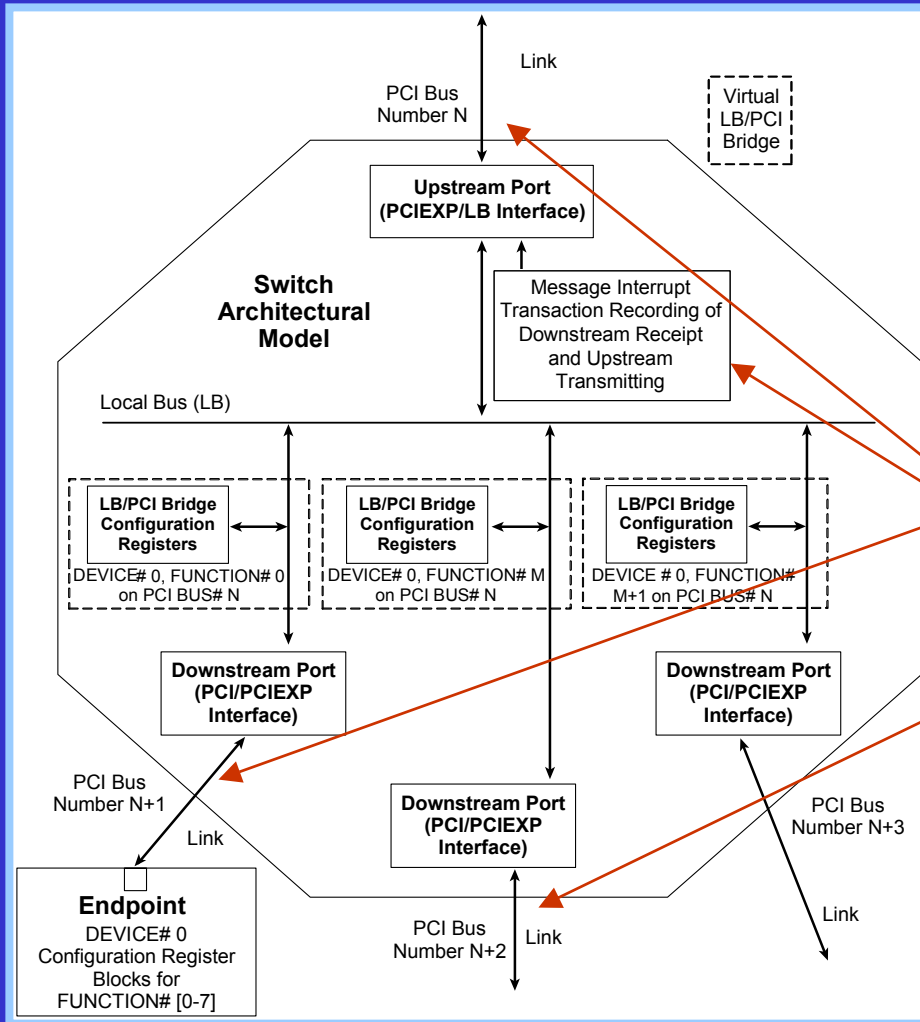 Link
PCI Bus
Number N
Virtual
LB/PCI
Bridge
Upstream Port
(PCIEXP/LB Interface)
Switch
Architectural
Model
Message Interrupt
Transaction Recording of
Downstream Receipt
and Upstream
Transmitting
Local Bus (LB)
LB/PCI Bridge
Configuration
Registers
DEVICE# 0, FUNCTION# 0
on PCI BUS# N
LB/PCI Bridge
Configuration
Registers
DEVICE# 0, FUNCTION# M
on PCI BUS# N
LB/PCI Bridge
Configuration
Registers
DEVICE # 0, FUNCTION#
M+1 on PCI BUS# N
Downstream Port
(PCI/PCIEXP
Interface)
Downstream Port
(PCI/PCIEXP
Interface)
Downstream Port
(PCI/PCIEXP
Interface)
PCI Bus
Number N+1
Link
PCI Bus
Number N+3
Link
Endpoint
DEVICE# 0
Configuration Register
Blocks for
FUNCTION# [0-7]
PCI Bus
Number N+2
Link